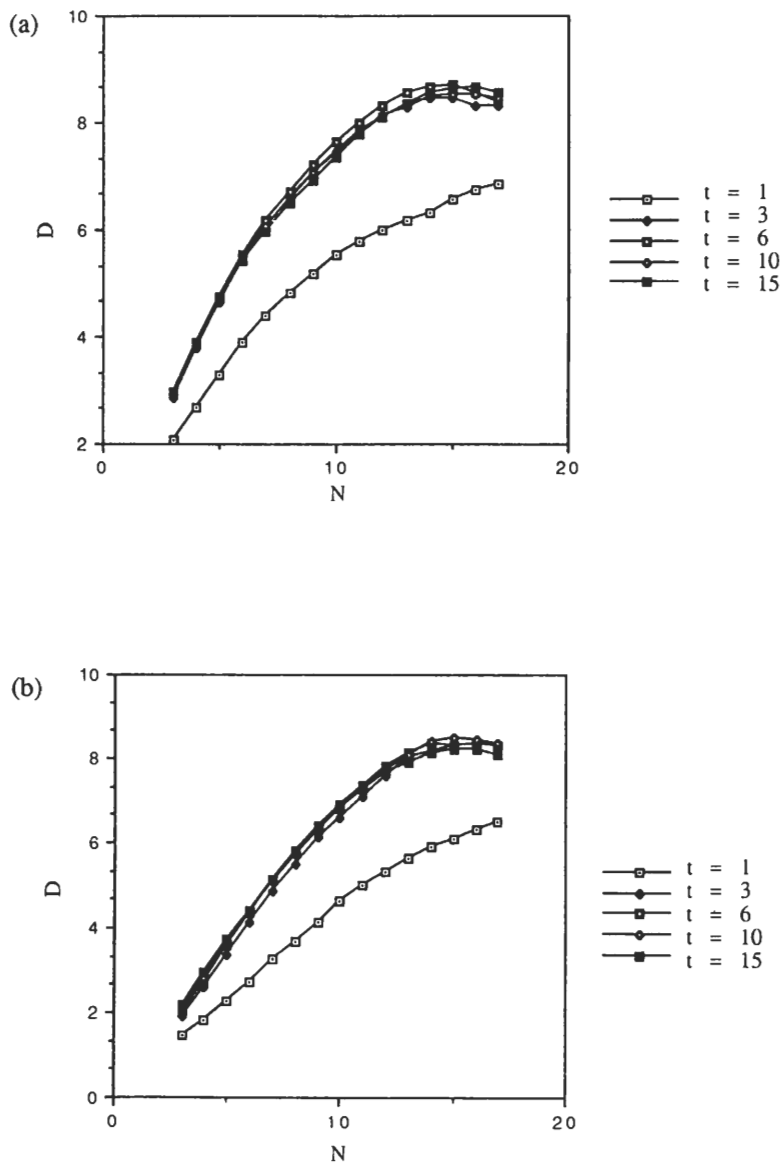 (a)
10
8
6
4
2
D
0
10
20
N
t = 1
t = 3
t = 6
t = 10
t = 15
(b)
10
8
6
4
2
0
D
0
10
20
N
t = 1
t = 3
t = 6
t = 10
t = 15